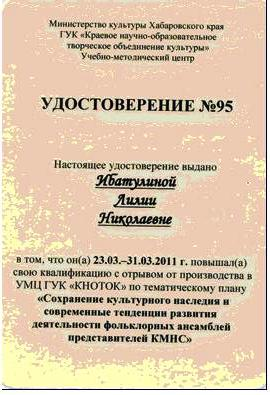 Министерство культуры Хабаровского края
ГУК «Краевое научно-образовательное
творческое объединение культуры»
Учебно-методический центр
УДОСТОВЕРЕНИЕ №95
Настоящее удостоверение выдано
Ибатулиной
Лилии
Николаевне
в том, что он(а) 23.03.–31.03.2011 г. повышал(а)
свою квалификацию с отрывом от производства в
УМЦ ГУК «КНОТОК» по тематическому плану
«Сохранение культурного наследия и
современные тенденции развития
деятельности фольклорных ансамблей
представителей КМНС»